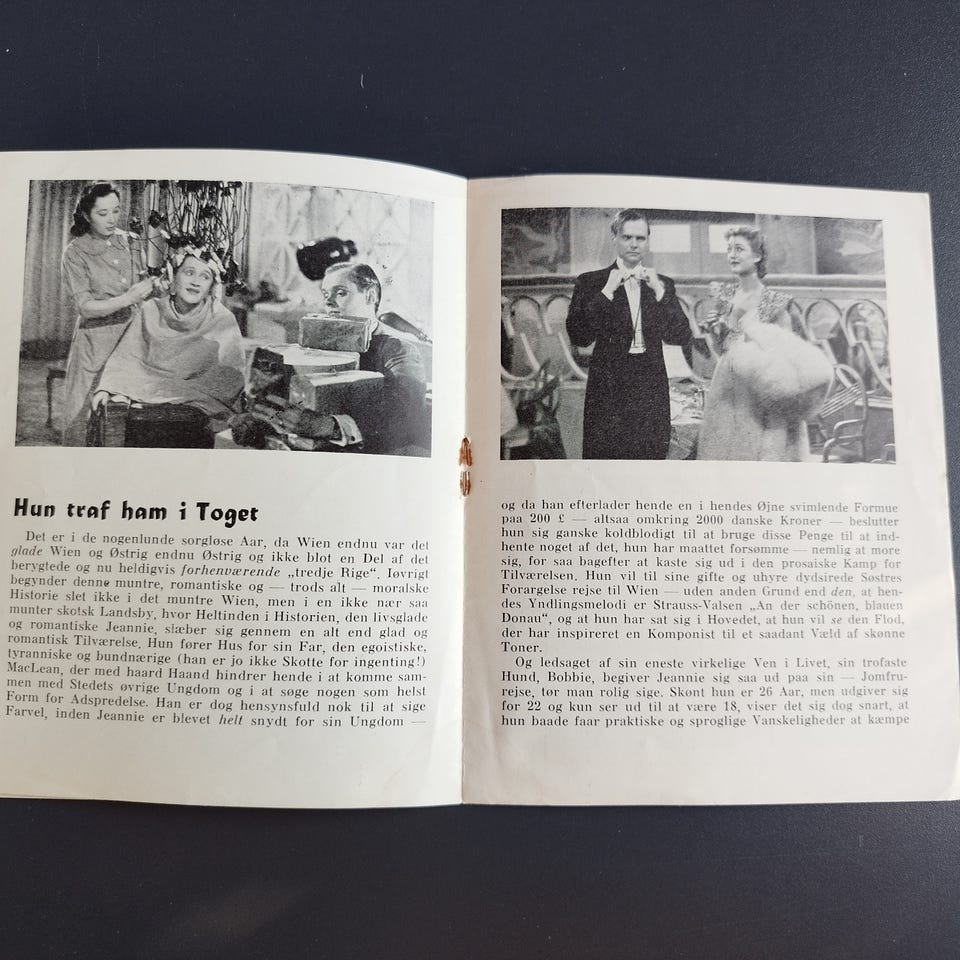 Hun traf ham i Toget
Det er i de nogenlunde sorgløse Aar, da Wien endnu var det
glade Wien og Østrig endnu Østrig og ikke blot en Del af det
berygtede og nu heldigvis forhenværende „tredje Rige“. Iøvrigt
begynder denne muntre, romantiske og — trods alt — moralske
Historie slet ikke i det muntre Wien, men i en ikke nær saa
munter skotsk Landsby, hvor Heltinden i Historien, den livsglade
og romantiske Jeannie, slæber sig gennem en alt end glad og
romantisk Tilværelse. Hun fører Hus for sin Far, den egoistiske,
tyranniske og bundnærige (han er jo ikke Skotte for ingenting!)
MacLean, der med haard Haand hindrer hende i at komme sam-
men med Stedets øvrige Ungdom og i at søge nogen som helst
Form for Adspredelse. Han er dog hensynsfuld nok til at sige
Farvel, inden Jeannie er blevet helt snydt for sin Ungdom —
og da han efterlader hende en i hendes Øjne svimlende Formue
paa 200 £ — altsaa omkring 2000 danske Kroner — beslutter
hun sig ganske koldblodigt til at bruge disse Penge til at ind-
hente noget af det, hun har maattet forsømme — nemlig at more
sig, for saa bagefter at kaste sig ud i den prosaiske Kamp for
Tilværelsen. Hun vil til sine gifte og uhyre dydsirede Søstres
Forargelse rejse til Wien — uden anden Grund end den, at hen-
des Yndlingsmelodi er Strauss-Valsen „An der schönen, blauen
Donau“, og at hun har sat sig i Hovedet, at hun vil se den Flod,
der har inspireret en Komponist til et saadant Væld af skønne
Toner.
Og ledsaget af sin eneste virkelige Ven i Livet, sin trofaste
Hund, Bobbie, begiver Jeannie sig saa ud paa sin — Jomfru-
rejse, tør man rolig sige. Skønt hun er 26 Aar, men udgiver sig
for 22 og kun ser ud til at være 18, viser det sig dog snart, at
hun baade faar praktiske og sproglige Vanskeligheder at kæmpe